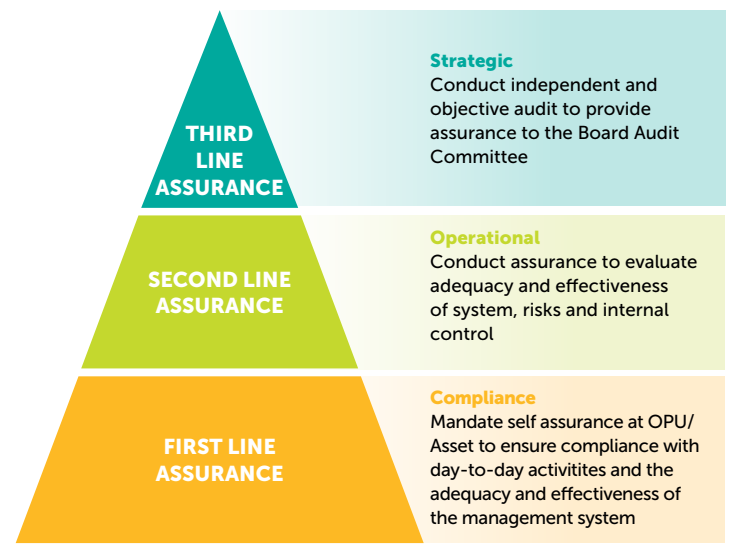 THIRD
LINE
ASSURANCE
Strategic
Conduct independent and
objective audit to provide
assurance to the Board Audit
Committee
SECOND LINE
ASSURANCE
Operational
Conduct assurance to evaluate
adequacy and effectiveness
of system, risks and internal
control
FIRST LINE
ASSURANCE
Compliance
Mandate self assurance at OPU/
Asset to ensure compliance with
day-to-day activitites and the
adequacy and effectiveness of
the management system